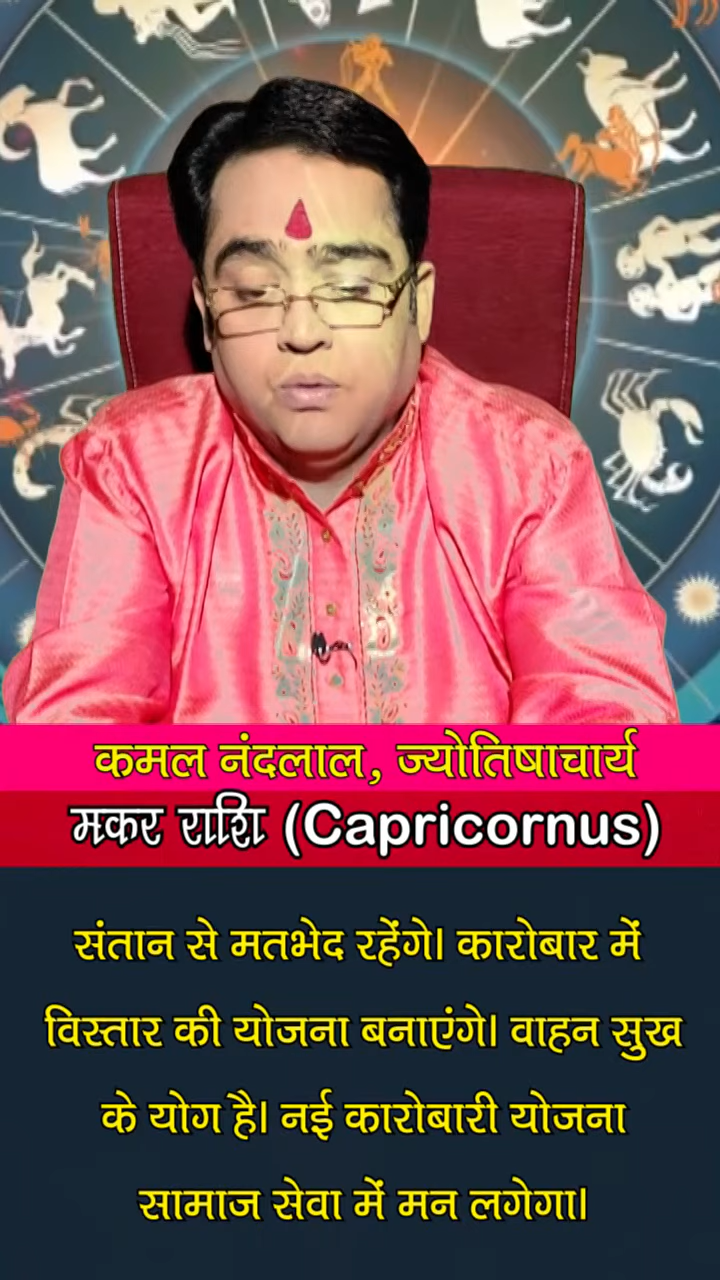 कमल नंदलाल, ज्योतिषाचार्य
मकर राशि (Capricornus)
संतान से मतभेद रहेंगे। कारोबार में
विस्तार की योजना बनाएंगे। वाहन सुख
के योग है। नई कारोबारी योजना
सामाज सेवा में मन लगेगा।